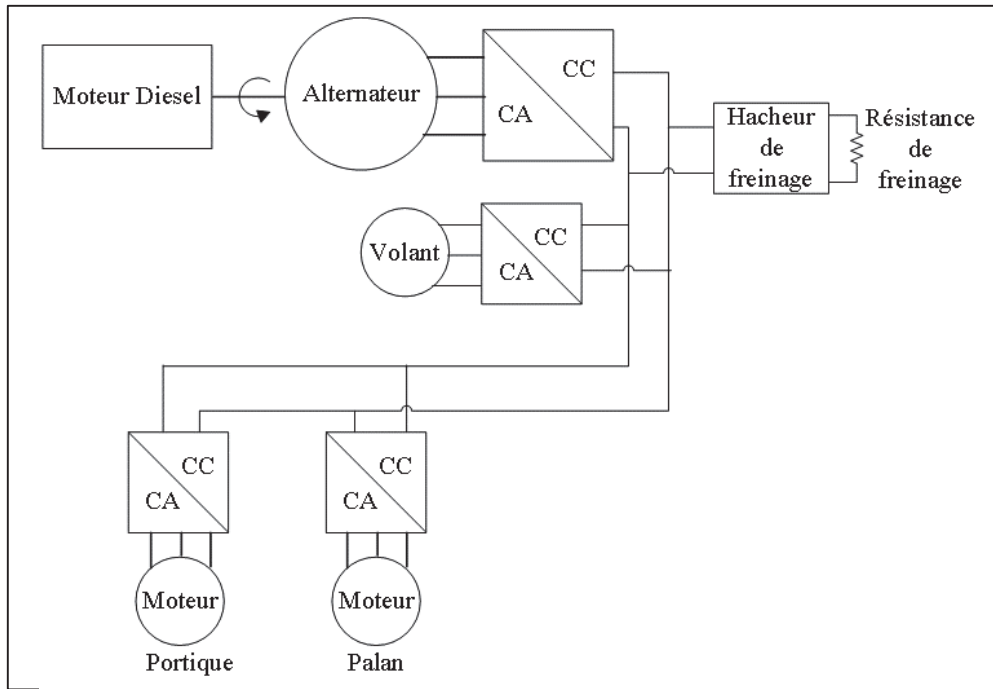 Moteur Diesel
Alternateur
CC
CA
Hacheur
de
freinage
Résistance
de
freinage
Volant
CC
CA
CC
CA
CC
CA
Moteur
Moteur
Portique
Palan